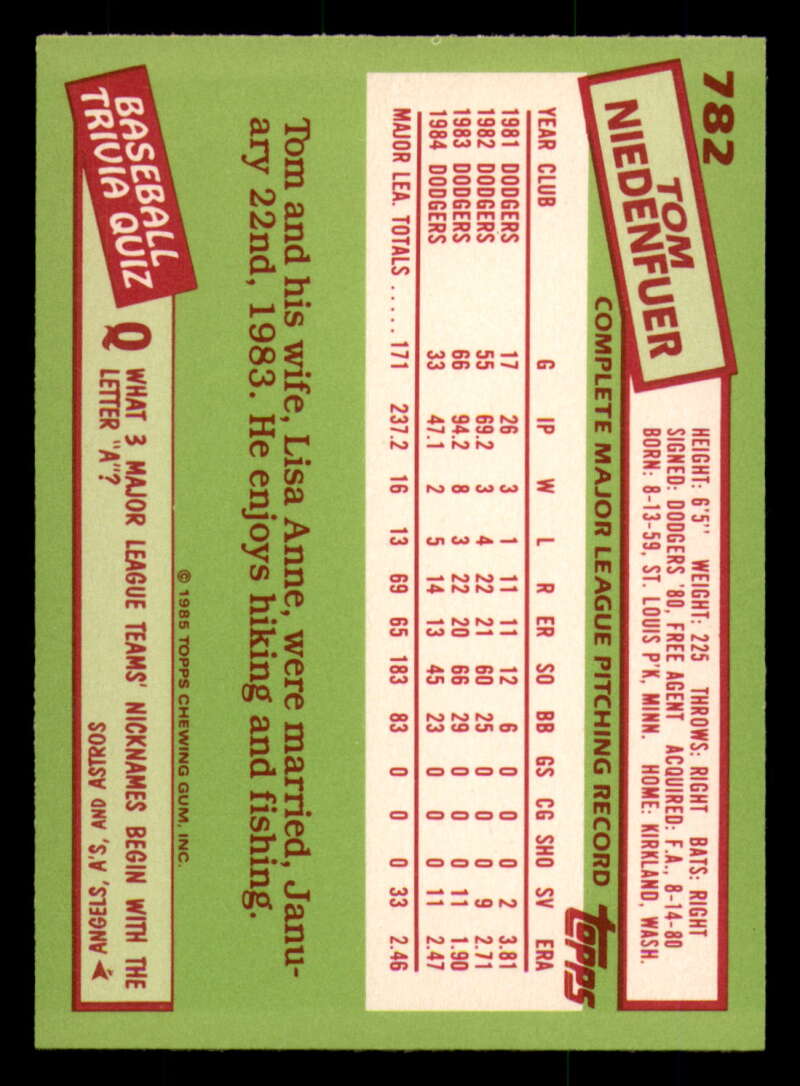 782
TOM
NIEDENFUER
HEIGHT: 6'5" WEIGHT: 225 THROWS: RIGHT BATS: RIGHT
SIGNED: DODGERS '80, FREE AGENT ACQUIRED: F.A., 8-14-80
BORN: 8-13-59, ST. LOUIS P'K, MINN. HOME: KIRKLAND, WASH.
COMPLETE MAJOR LEAGUE PITCHING RECORD topps
YEAR CLUB G IP W L R ER SO BB GS CG SHO SV ERA
1981 DODGERS 17 26 3 1 11 11 12 6 0 0 0 2 3.81
1982 DODGERS 55 69.2 3 4 22 21 60 25 0 0 0 9 2.71
1983 DODGERS 66 94.2 8 3 22 20 66 29 0 0 0 11 1.90
1984 DODGERS 33 47.1 2 5 14 13 45 23 0 0 0 11 2.47
MAJOR LEA. TOTALS ..... 171 237.2 16 13 69 65 183 83 0 0 0 33 2.46
Tom and his wife, Lisa Anne, were married, Janu-
ary 22nd, 1983. He enjoys hiking and fishing.
© 1985 TOPPS CHEWING GUM, INC.
BASEBALL
TRIVIA QUIZ
Q WHAT 3 MAJOR LEAGUE TEAMS' NICKNAMES BEGIN WITH THE
LETTER "A"?
ANGELS, A'S, AND ASTROS